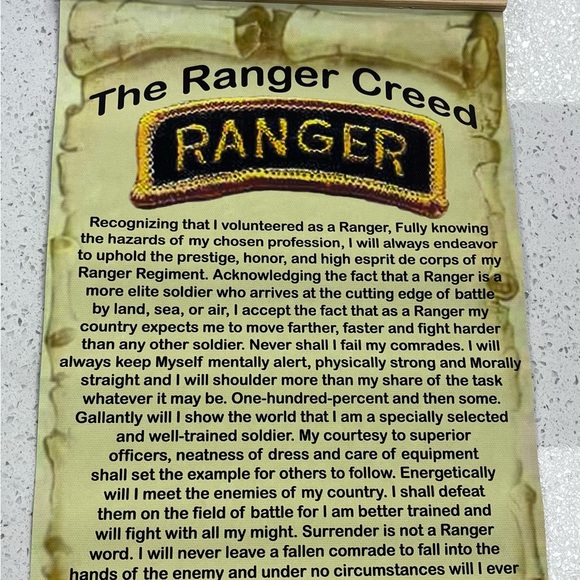 The Ranger Creed
RANGER
Recognizing that I volunteered as a Ranger, Fully knowing
the hazards of my chosen profession, I will always endeavor
to uphold the prestige, honor, and high esprit de corps of my
Ranger Regiment. Acknowledging the fact that a Ranger is a
more elite soldier who arrives at the cutting edge of battle
by land, sea, or air, I accept the fact that as a Ranger my
country expects me to move farther, faster and fight harder
than any other soldier. Never shall I fail my comrades. I will
always keep Myself mentally alert, physically strong and Morally
straight and I will shoulder more than my share of the task
whatever it may be. One-hundred-percent and then some.
Gallantly will I show the world that I am a specially selected
and well-trained soldier. My courtesy to superior
officers, neatness of dress and care of equipment
shall set the example for others to follow. Energetically
will I meet the enemies of my country. I shall defeat
them on the field of battle for I am better trained and
will fight with all my might. Surrender is not a Ranger
word. I will never leave a fallen comrade to fall into the
hands of the enemy and under no circumstances will I ever